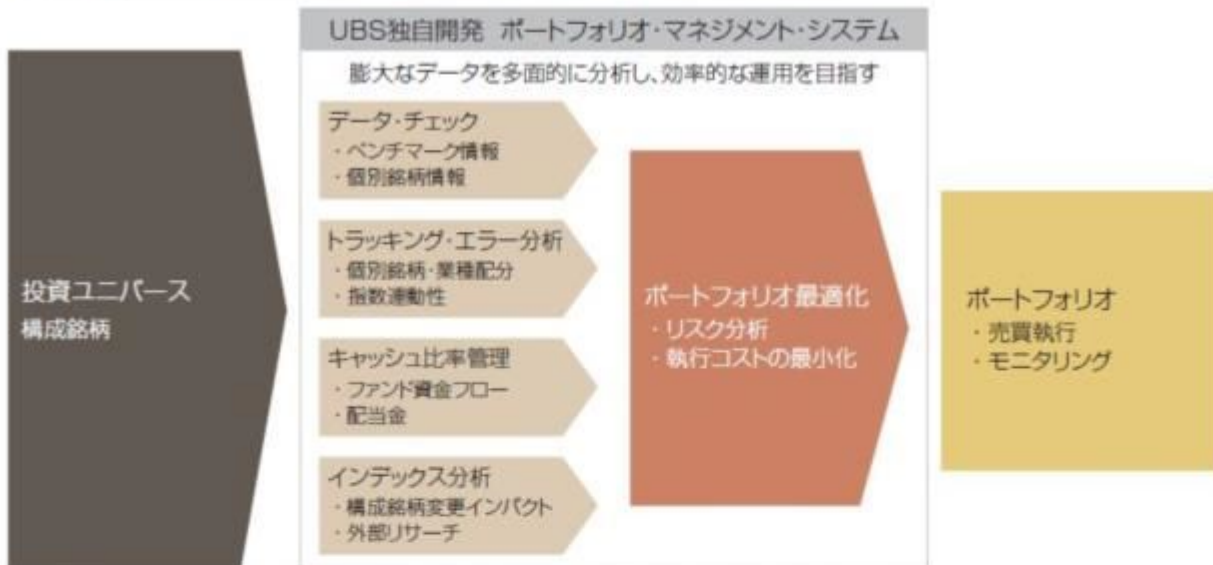 UBS独自開発 ポートフォリオ・マネジメント・システム
膨大なデータを多面的に分析し、効率的な運用を目指す
投資ユニバース
構成銘柄
データ・チェック
・ベンチマーク情報
・個別銘柄情報
トラッキング・エラー分析
・個別銘柄・業種配分
・指数連動性
キャッシュ比率管理
・ファンド資金フロー
・配当金
インデックス分析
・構成銘柄変更インパクト
・外部リサーチ
ポートフォリオ最適化
・リスク分析
・執行コストの最小化
ポートフォリオ
・売買執行
・モニタリング